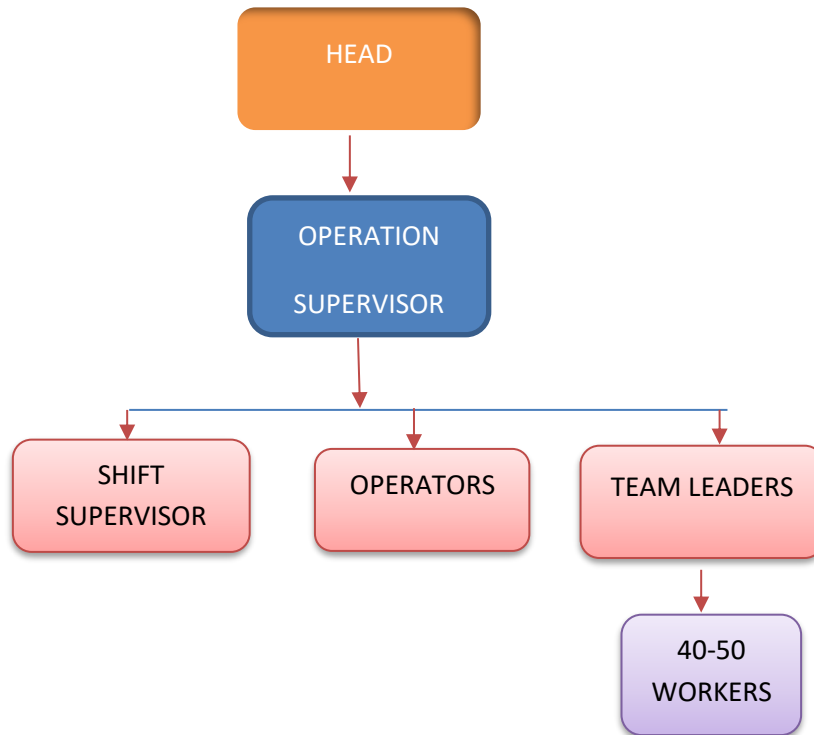 HEAD
OPERATION
SUPERVISOR
SHIFT
SUPERVISOR
OPERATORS
TEAM LEADERS
40-50
WORKERS